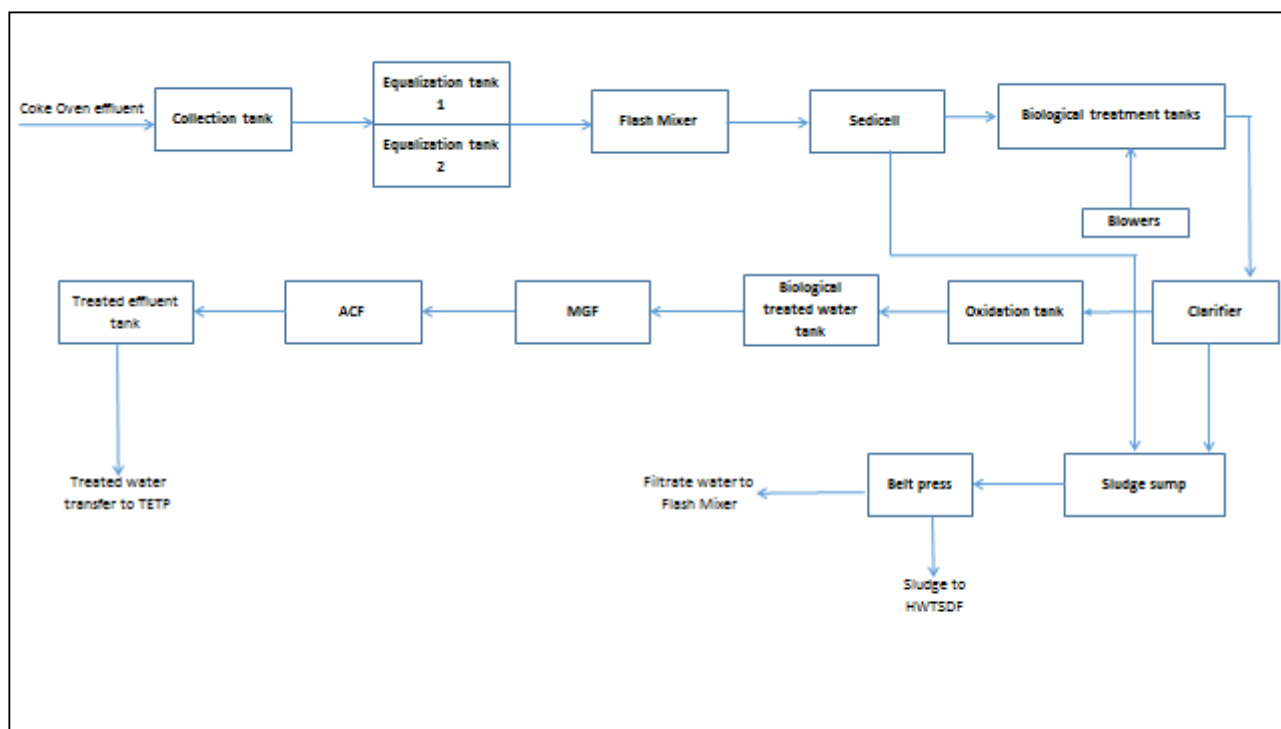 Coke Oven effluent
Collection tank
Equalization tank
1
Equalization tank
2
Flash Mixer
Sedicell
Biological treatment tanks
Blowers
Treated effluent
tank
ACF
MGF
Biological
treated water
tank
Oxidation tank
Clarifier
Treated water
transfer to TETP
Filtrate water to
Flash Mixer
Belt press
Sludge sump
Sludge to
HWTSDF